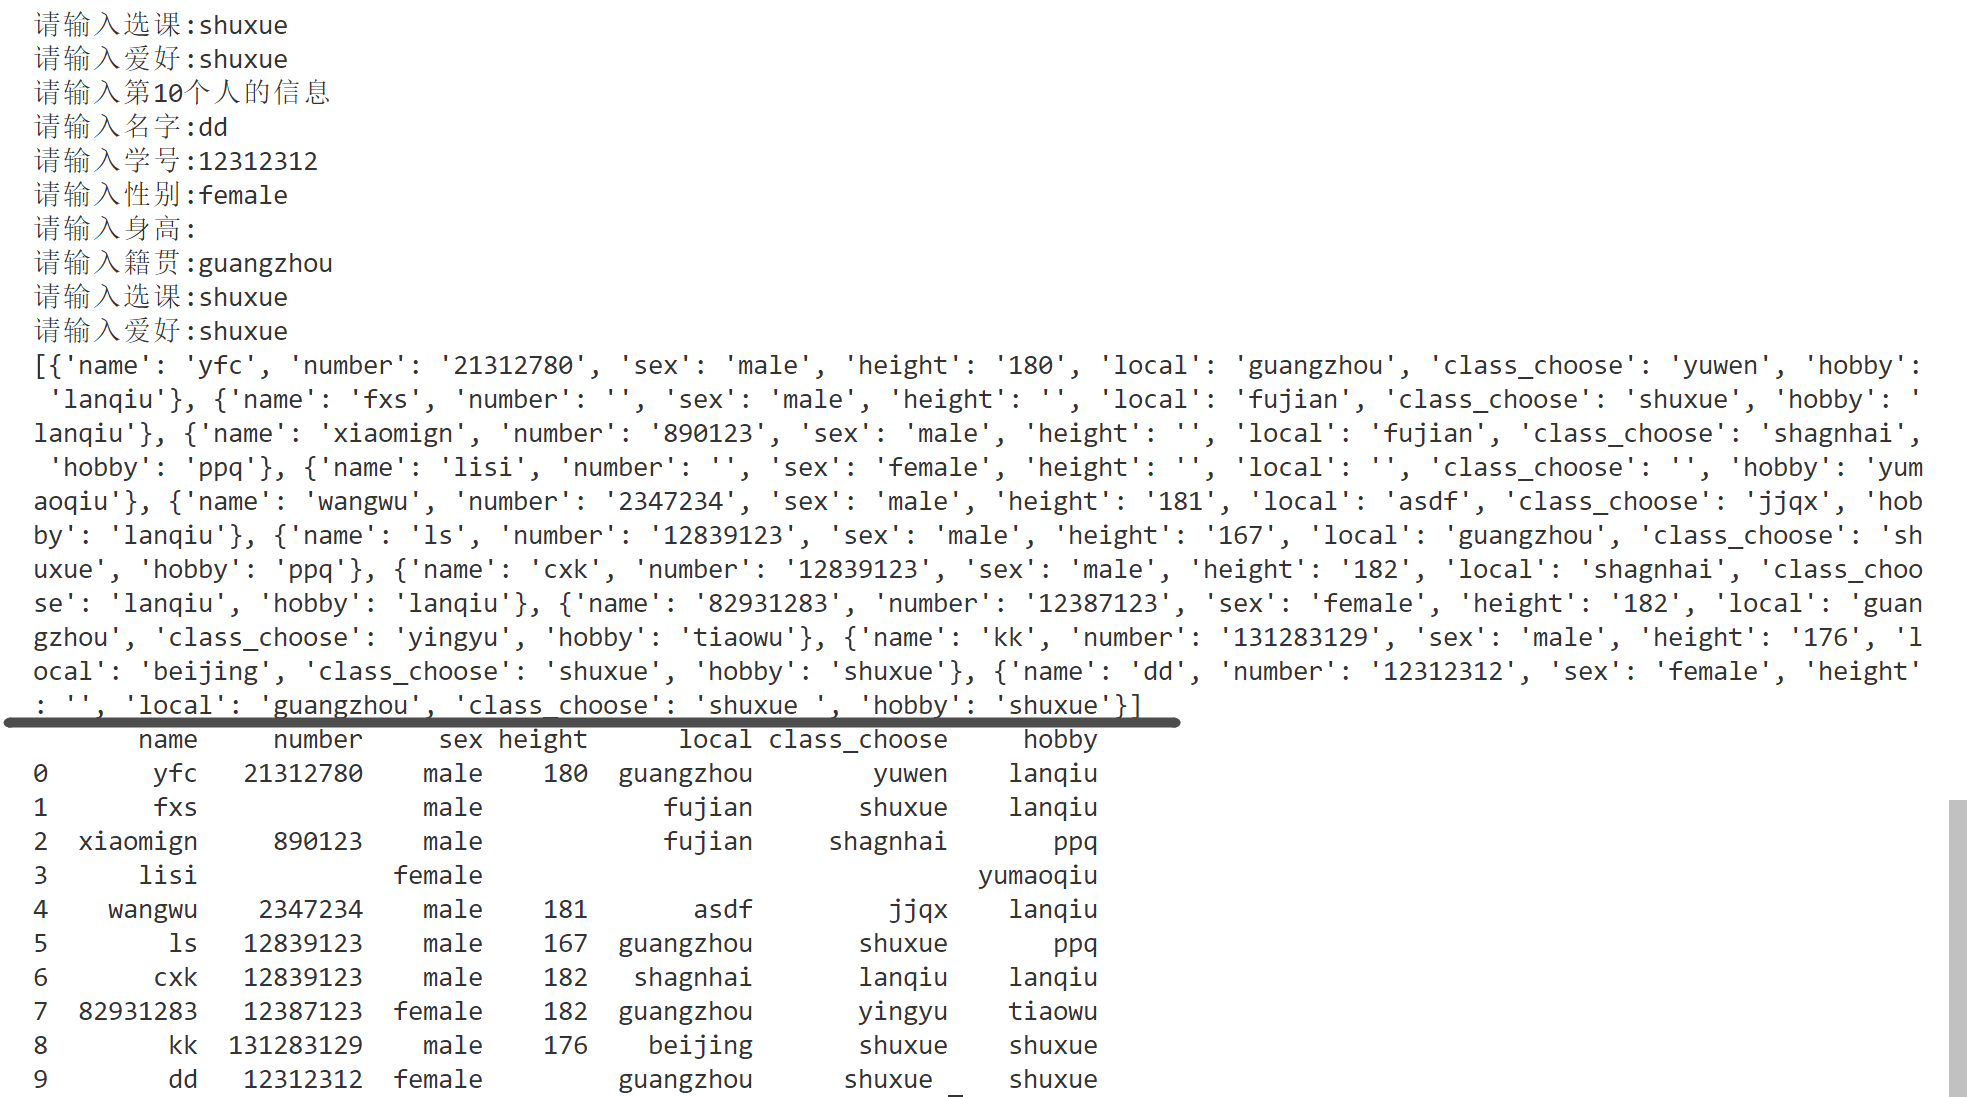 请输入选课:shuxue
请输入爱好:shuxue
请输入第10个人的信息
请输入名字:dd
请输入学号:12312312
请输入性别:female
请输入身高:
请输入籍贯:guangzhou
请输入选课:shuxue
请输入爱好:shuxue
[{'name': 'yfc', 'number': '21312780', 'sex': 'male', 'height': '180', 'local': 'guangzhou', 'class_choose': 'yuwen', 'hobby':
 'lanqiu'}, {'name': 'fxs', 'number': '', 'sex': 'male', 'height': '', 'local': 'fujian', 'class_choose': 'shuxue', 'hobby': '
lanqiu'}, {'name': 'xiaomign', 'number': '890123', 'sex': 'male', 'height': '', 'local': 'fujian', 'class_choose': 'shagnhai',
 'hobby': 'ppq'}, {'name': 'lisi', 'number': '', 'sex': 'female', 'height': '', 'local': '', 'class_choose': '', 'hobby': 'yum
aoqiu'}, {'name': 'wangwu', 'number': '2347234', 'sex': 'male', 'height': '181', 'local': 'asdf', 'class_choose': 'jjqx', 'hob
by': 'lanqiu'}, {'name': 'ls', 'number': '12839123', 'sex': 'male', 'height': '167', 'local': 'guangzhou', 'class_choose': 'sh
uxue', 'hobby': 'ppq'}, {'name': 'cxk', 'number': '12839123', 'sex': 'male', 'height': '182', 'local': 'shagnhai', 'class_choo
se': 'lanqiu', 'hobby': 'lanqiu'}, {'name': '82931283', 'number': '12387123', 'sex': 'female', 'height': '182', 'local': 'guan
gzhou', 'class_choose': 'yingyu', 'hobby': 'tiaowu'}, {'name': 'kk', 'number': '131283129', 'sex': 'male', 'height': '176', 'l
ocal': 'beijing', 'class_choose': 'shuxue', 'hobby': 'shuxue'}, {'name': 'dd', 'number': '12312312', 'sex': 'female', 'height'
: '', 'local': 'guangzhou', 'class_choose': 'shuxue ', 'hobby': 'shuxue'}]
name number sex height local class_choose hobby
0 yfc 21312780 male 180 guangzhou yuwen lanqiu
1 fxs male fujian shuxue lanqiu
2 xiaomign 890123 male fujian shagnhai ppq
3 lisi female yumaoqiu
4 wangwu 2347234 male 181 asdf jjqx lanqiu
5 ls 12839123 male 167 guangzhou shuxue ppq
6 cxk 12839123 male 182 shagnhai lanqiu lanqiu
7 82931283 12387123 female 182 guangzhou yingyu tiaowu
8 kk 131283129 male 176 beijing shuxue shuxue
9 dd 12312312 female guangzhou shuxue _ shuxue